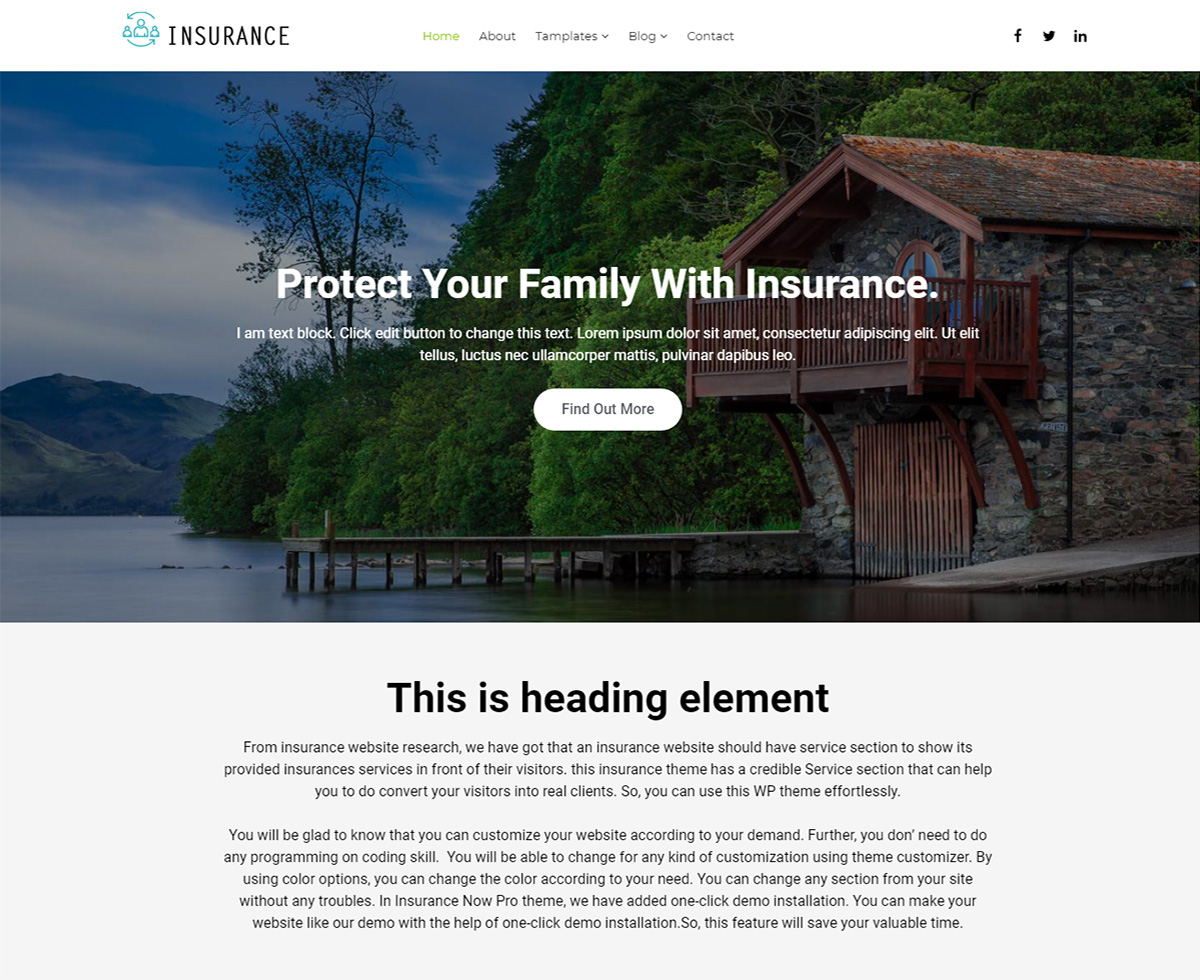 INSURANCE
Home About Tamplates Blog Contact
Protect Your Family With Insurance.
I am text block. Click edit button to change this text. Lorem ipsum dolor sit amet, consectetur adipiscing elit. Ut elit
tellus, luctus nec ullamcorper mattis, pulvinar dapibus leo.
Find Out More
This is heading element
From insurance website research, we have got that an insurance website should have service section to show its
provided insurances services in front of their visitors. this insurance theme has a credible Service section that can help
you to do convert your visitors into real clients. So, you can use this WP theme effortlessly.
You will be glad to know that you can customize your website according to your demand. Further, you don’ need to do
any programming on coding skill.  You will be able to change for any kind of customization using theme customizer. By
using color options, you can change the color according to your need. You can change any section from your site
without any troubles. In Insurance Now Pro theme, we have added one-click demo installation. You can make your
website like our demo with the help of one-click demo installation.So, this feature will save your valuable time.